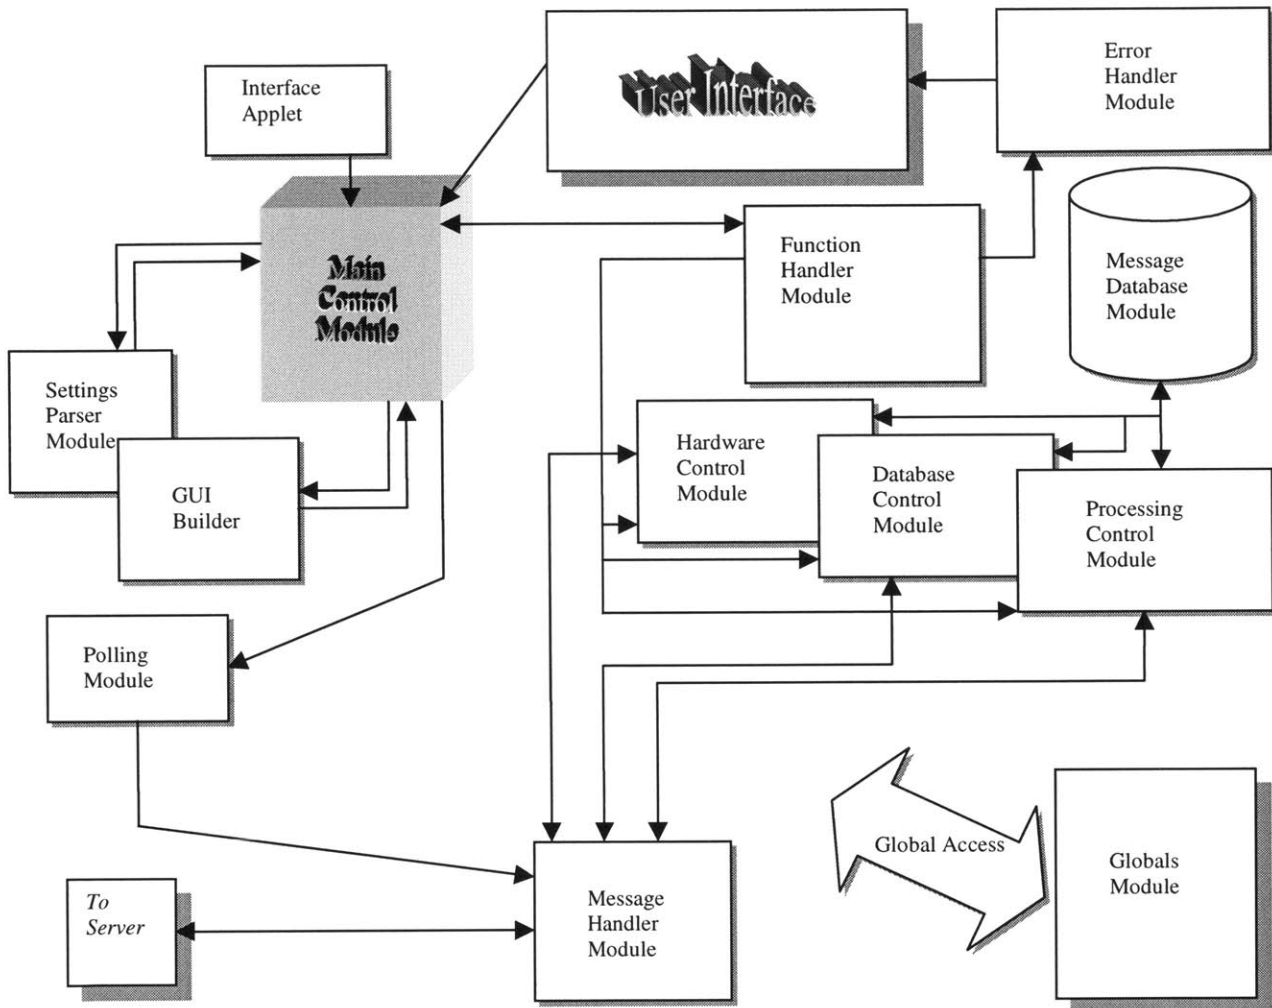 User Interface
Error
Handler
Module
Interface
Applet
Main
Control
Module
Function
Handler
Module
Message
Database
Module
Settings
Parser
Module
GUI
Builder
Hardware
Control
Module
Database
Control
Module
Processing
Control
Module
Polling
Module
Global Access
Globals
Module
To
Server
Message
Handler
Module